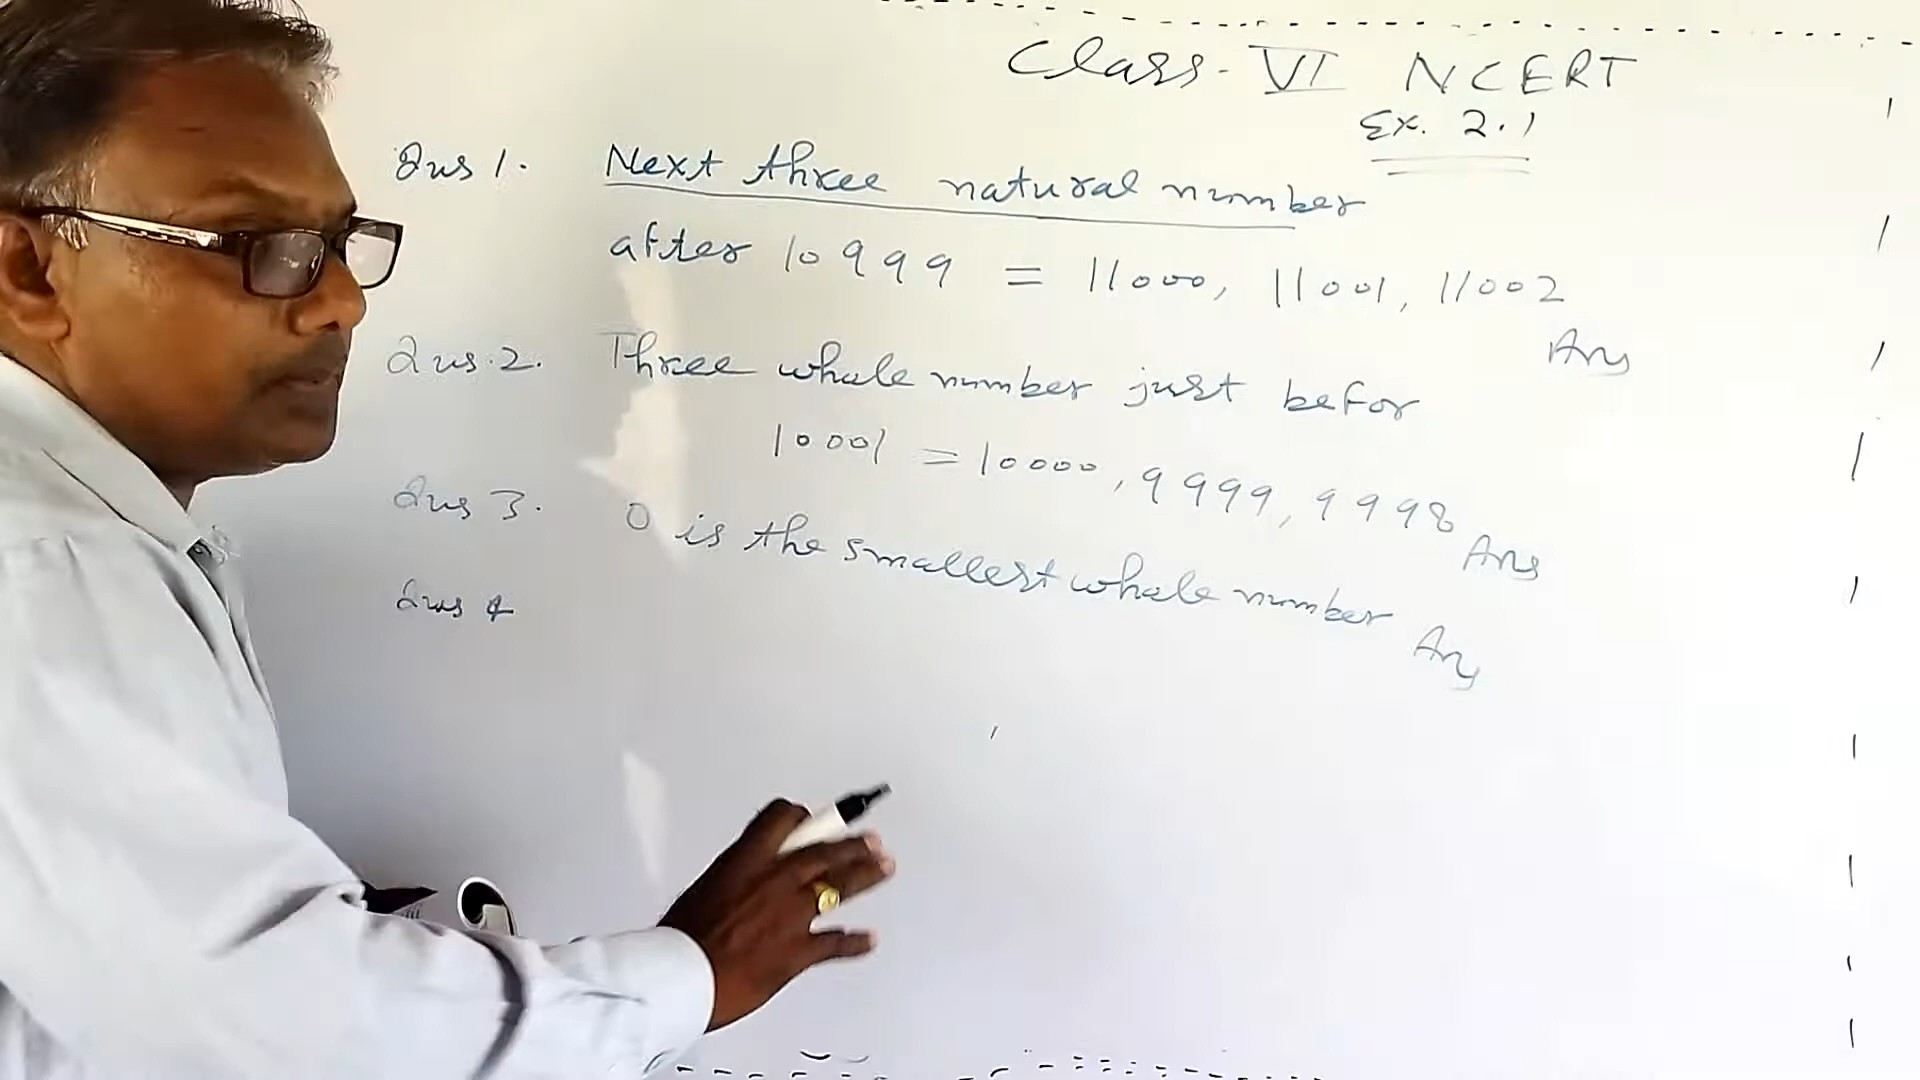 Class-VI NCERT
Ex. 2.1
Qus 1. Next three natural number
after 10999 = 11000, 11001, 11002
Ans
Qus.2. Three whole number just befor
10001 = 10000, 9999, 9998
Ans
Qus 3. 0 is the smallest whole number
Ans
Qus 4